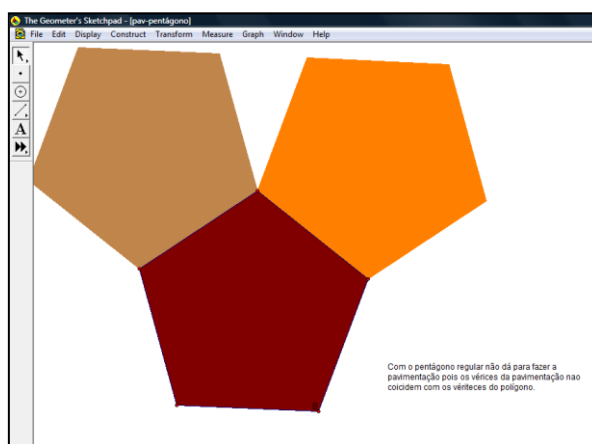 The Geometer's Sketchpad - [pav-pentágono]
File Edit Display Construct Transform Measure Graph Window Help
A
Com o pentágono regular não dá para fazer a
pavimentação pois os vérices da pavimentação nao
coicidem com os vériteces do polígono.